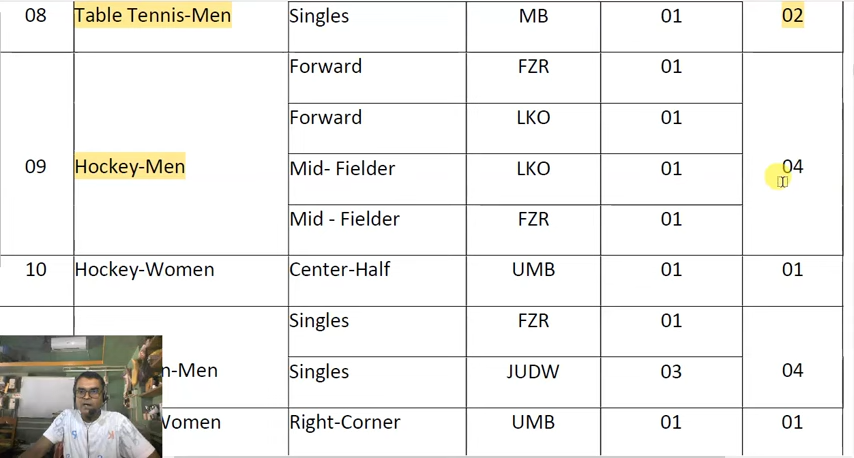 08 Table Tennis-Men Singles MB 01 02
Forward FZR 01
Forward LKO 01
09 Hockey-Men Mid- Fielder LKO 01 04
Mid - Fielder FZR 01
10 Hockey-Women Center-Half UMB 01 01
Singles FZR 01
n-Men Singles JUDW 03 04
Women Right-Corner UMB 01 01